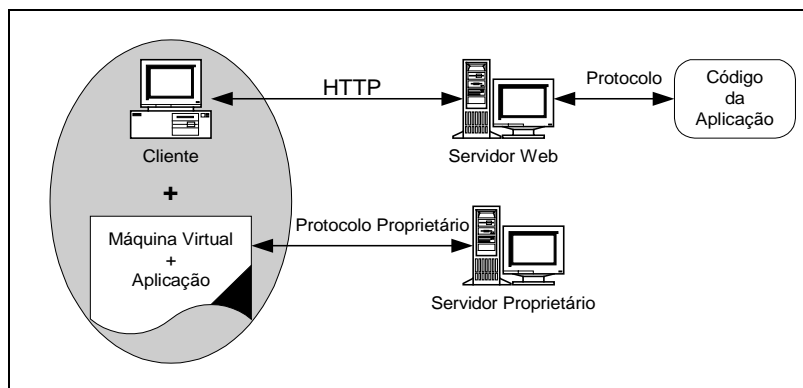 HTTP
Protocolo
Código
da
Aplicação
Cliente
Servidor Web
+
Máquina Virtual
+
Aplicação
Protocolo Proprietário
Servidor Proprietário